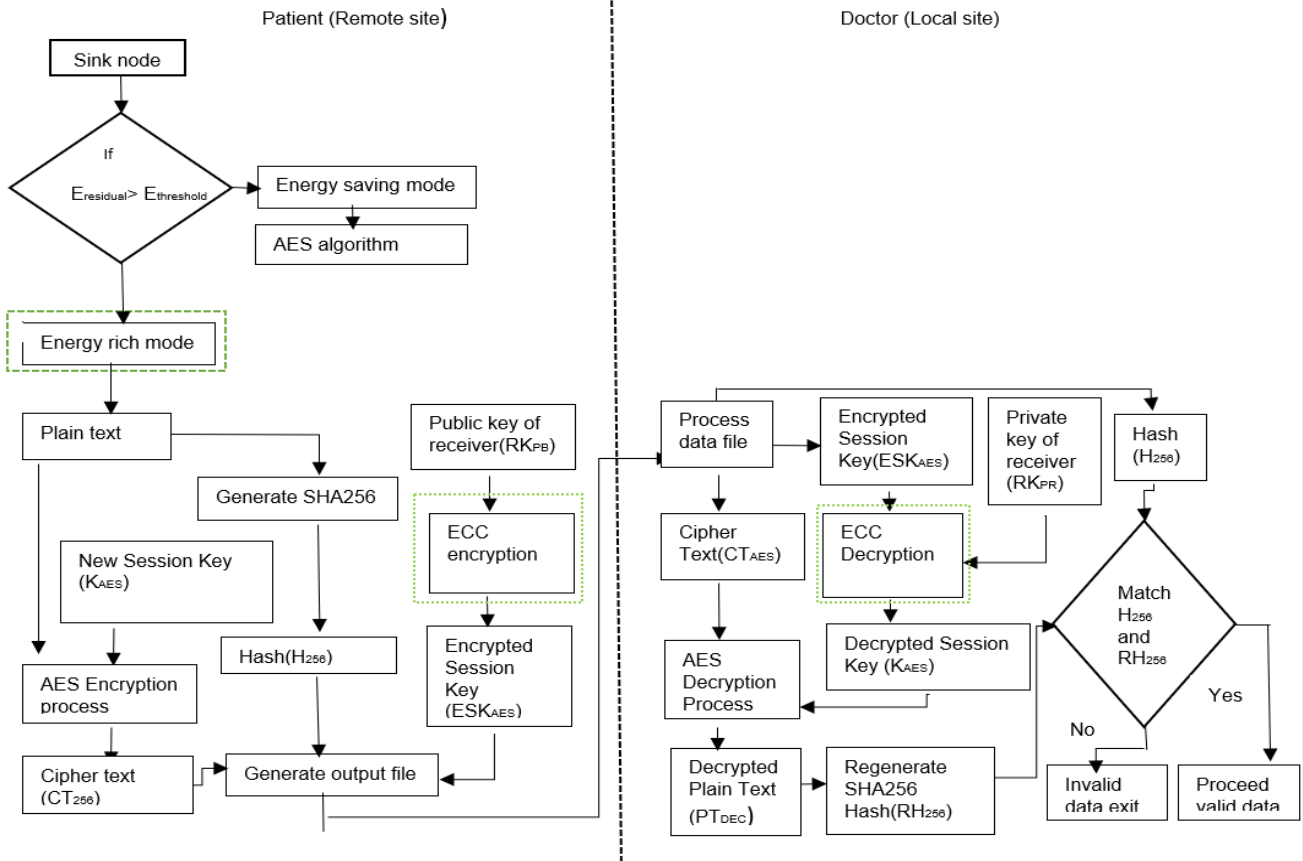 Patient (Remote site)
Doctor (Local site)
Sink node
If
Eresidual> Ethreshold
Energy saving mode
AES algorithm
Energy rich mode
Plain text
Public key of
receiver(RKPB)
Generate SHA256
ECC
encryption
New Session Key
(KAES)
Hash(H256)
Encrypted
Session
Key
(ESKAES)
AES Encryption
process
Cipher text
(CT256)
Generate output file
Process
data file
Encrypted
Session
Key(ESKAES)
Private
key of
receiver
(RKPR)
Hash
(H256)
Cipher
Text(CTAES)
ECC
Decryption
Match
H256
and
RH256
AES
Decryption
Process
Decrypted Session
Key (KAES)
Yes
No
Decrypted
Plain Text
(PTDEC)
Regenerate
SHA256
Hash(RH256)
Invalid
data exit
Proceed
valid data